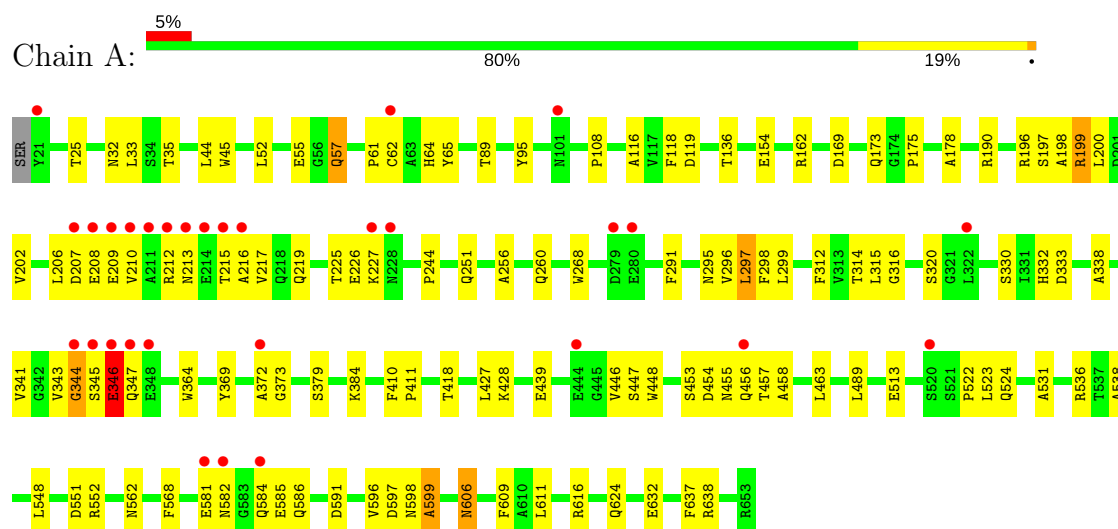 5%
Chain A:
80% 19% •
SER Y21 T25 N32 L33 S34 T35 L44 W45 L52 E55 G56 Q57 P61 C62 A63 H64 Y65 T89 Y95 N101 P108 A116 V117 F118 D119 T136 E154 R162 D169 Q173 G174 P175 A178 R190 R196 S197 A198 R199 L200 D201
V202 L206 D207 E208 E209 V210 A211 R212 N213 E214 T215 A216 V217 Q218 Q219 T225 E226 K227 N228 P244 Q251 A256 Q260 W268 D279 E280 F291 N295 V296 L297 F298 L299 F312 V313 T314 L315 G316 S320 G321 L322 S330 I331 H332 D333 A338
V341 G342 V343 G344 S345 E346 Q347 E348 W364 Y369 A372 G373 S379 K384 F410 P411 T418 L427 K428 E439 E444 G445 V446 S447 W448 S453 D454 N455 Q456 T457 A458 L463 L489 E513 S520 S521 P522 L523 Q524 A531 R536 T537 A538
L548 D551 R552 N562 F568 E581 N582 G583 Q584 E585 Q586 D591 V596 D597 N598 A599 N606 F609 A610 L611 R616 Q624 E632 F637 R638 R653